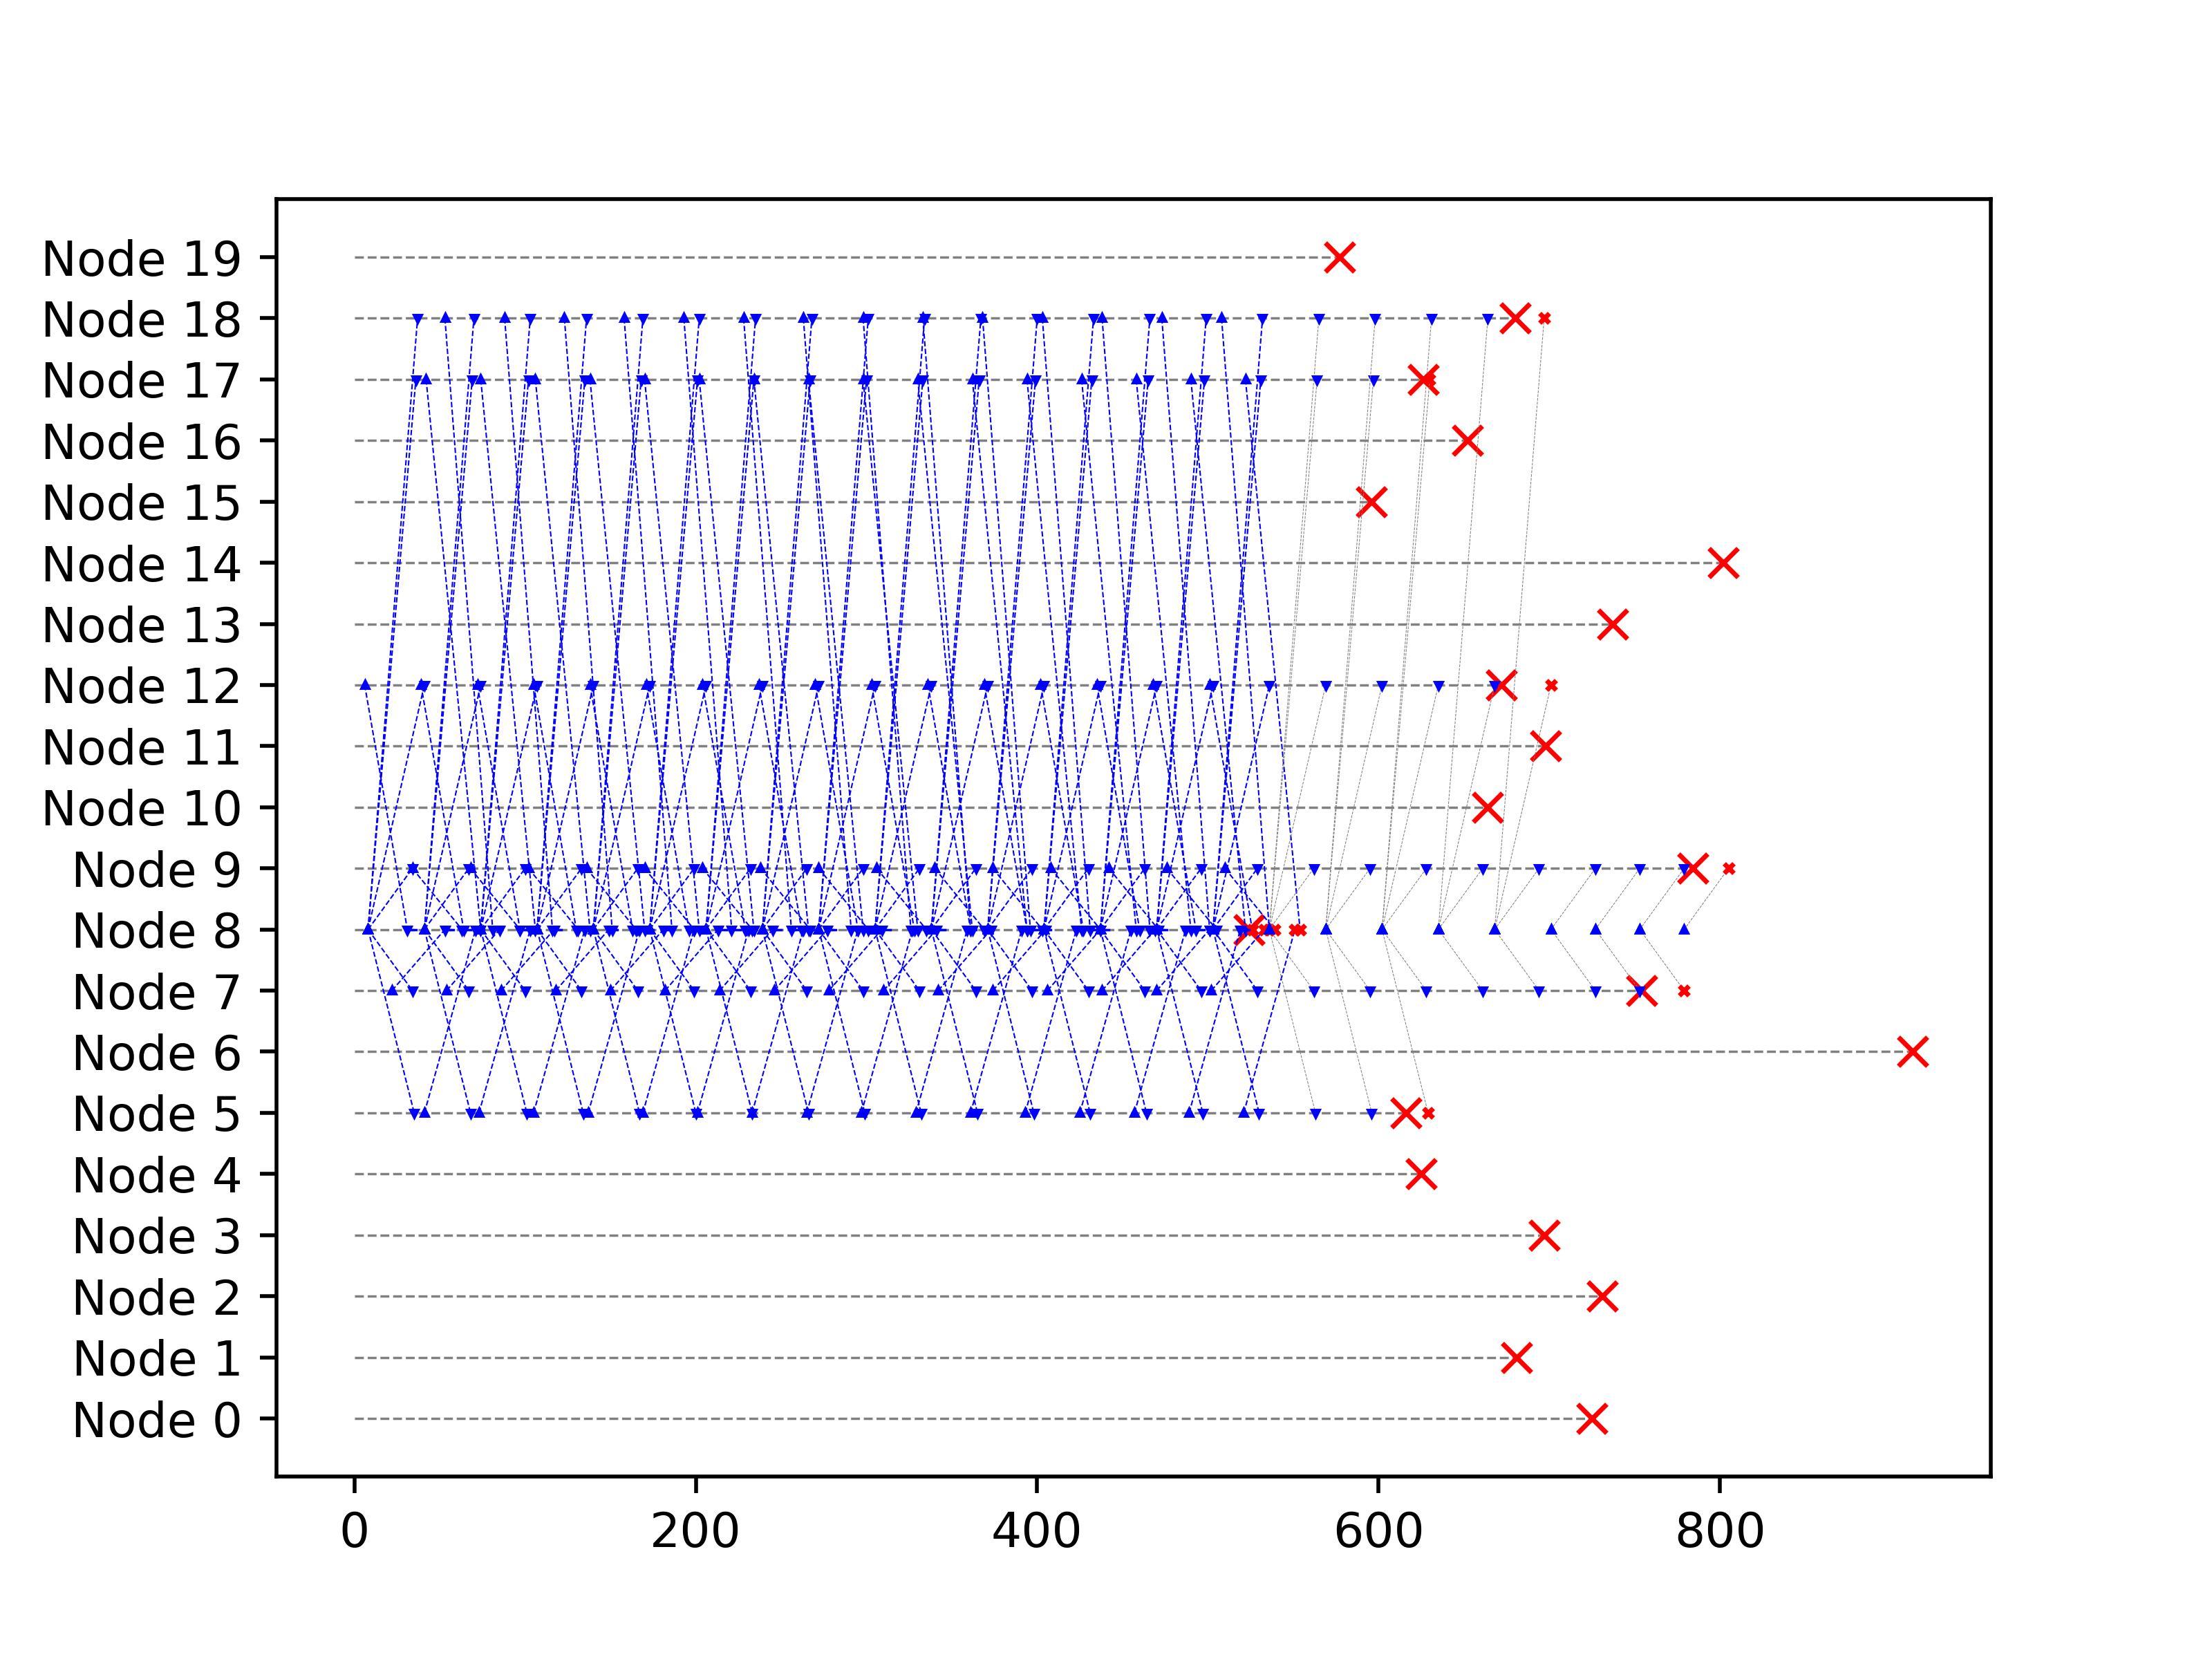 Node 19
Node 18
Node 17
Node 16
Node 15
Node 14
Node 13
Node 12
Node 11
Node 10
Node 9
Node 8
Node 7
Node 6
Node 5
Node 4
Node 3
Node 2
Node 1
Node 0
0 200 400 600 800